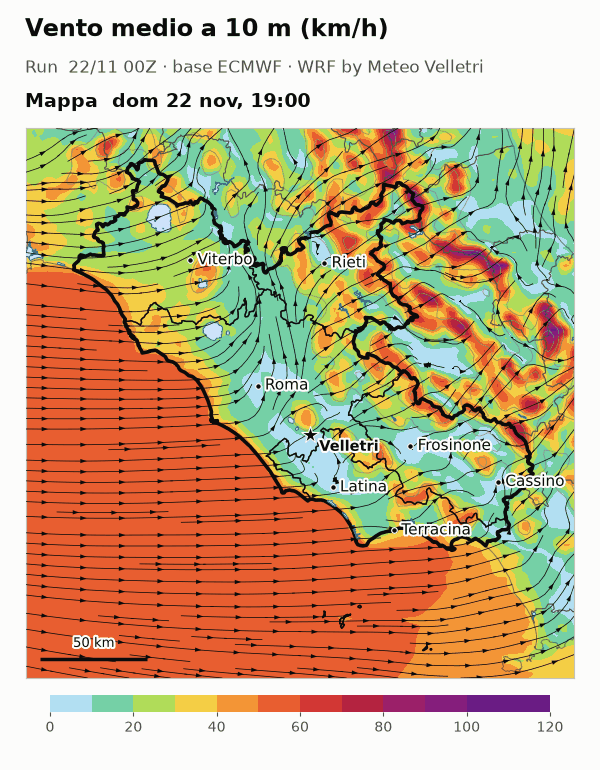 Vento medio a 10 m (km/h)
Run  22/11 00Z · base ECMWF · WRF by Meteo Velletri
Mappa  dom 22 nov, 19:00
Viterbo
Rieti
Roma
Velletri
Frosinone
Cassino
Latina
Terracina
50 km
0 20 40 60 80 100 120